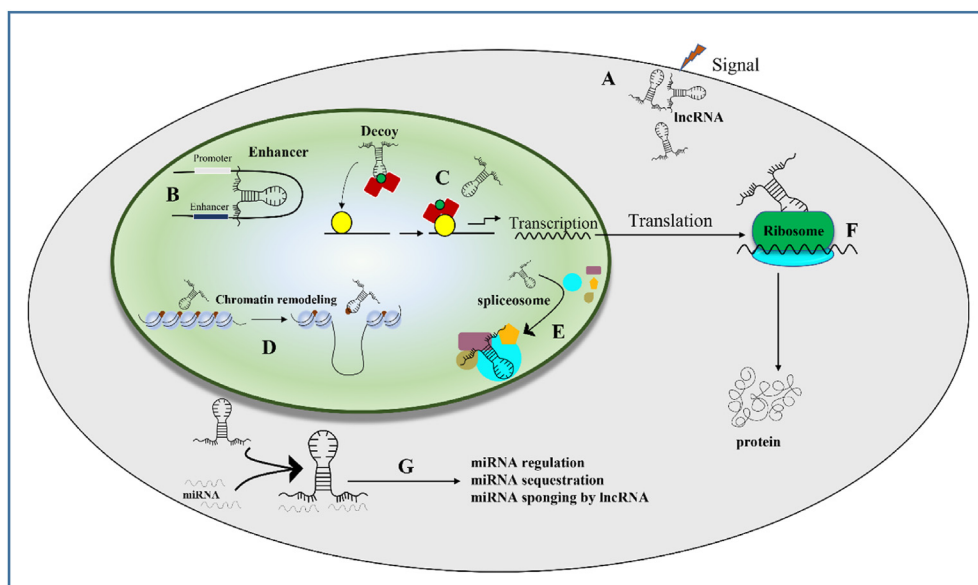 A
Signal
lncRNA
Decoy
Promoter
Enhancer
B
Enhancer
C
Transcription
Translation
Ribosome
F
spliceosome
E
Chromatin remodeling
D
protein
miRNA
G
miRNA regulation
miRNA sequestration
miRNA sponging by lncRNA